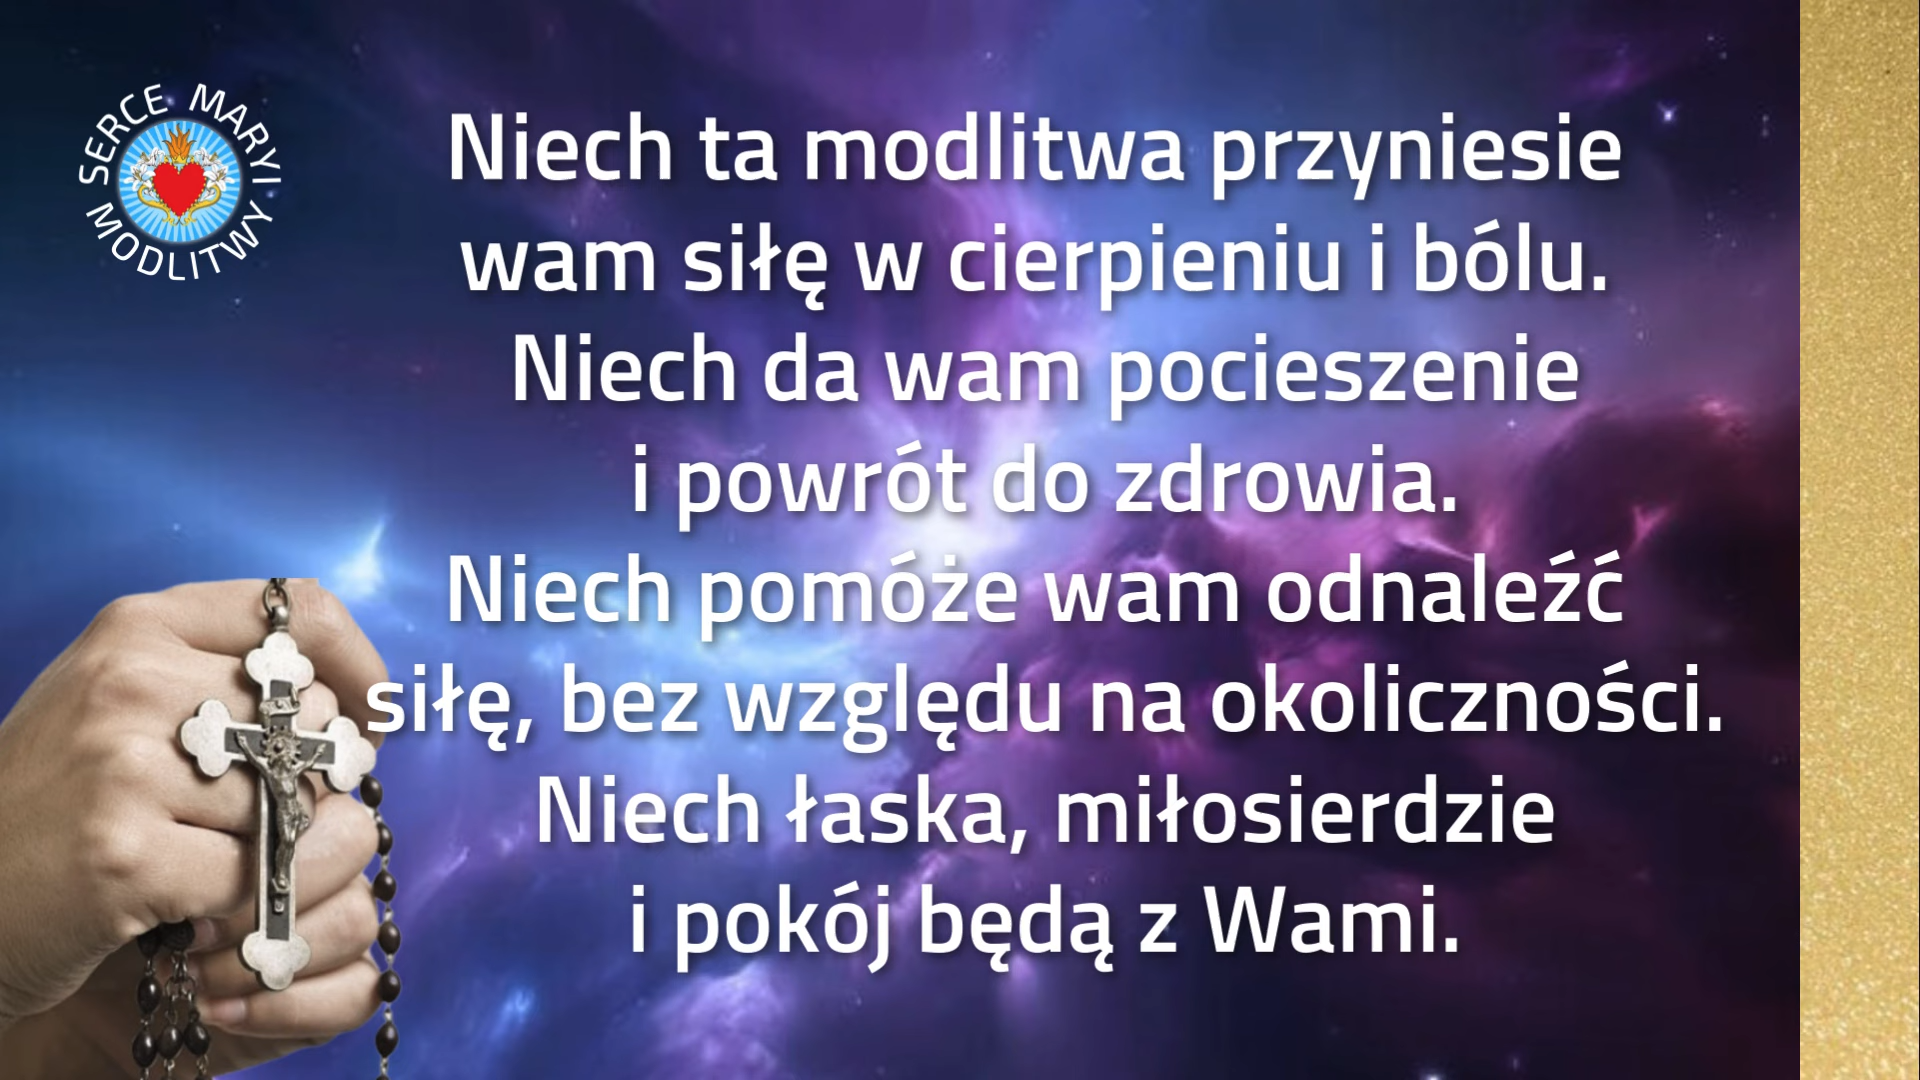 SERCE MARYI
MODLITWY
Niech ta modlitwa przyniesie
wam siłę w cierpieniu i bólu.
Niech da wam pocieszenie
i powrót do zdrowia.
Niech pomóże wam odnaleźć
siłę, bez względu na okoliczności.
Niech łaska, miłosierdzie
i pokój będą z Wami.